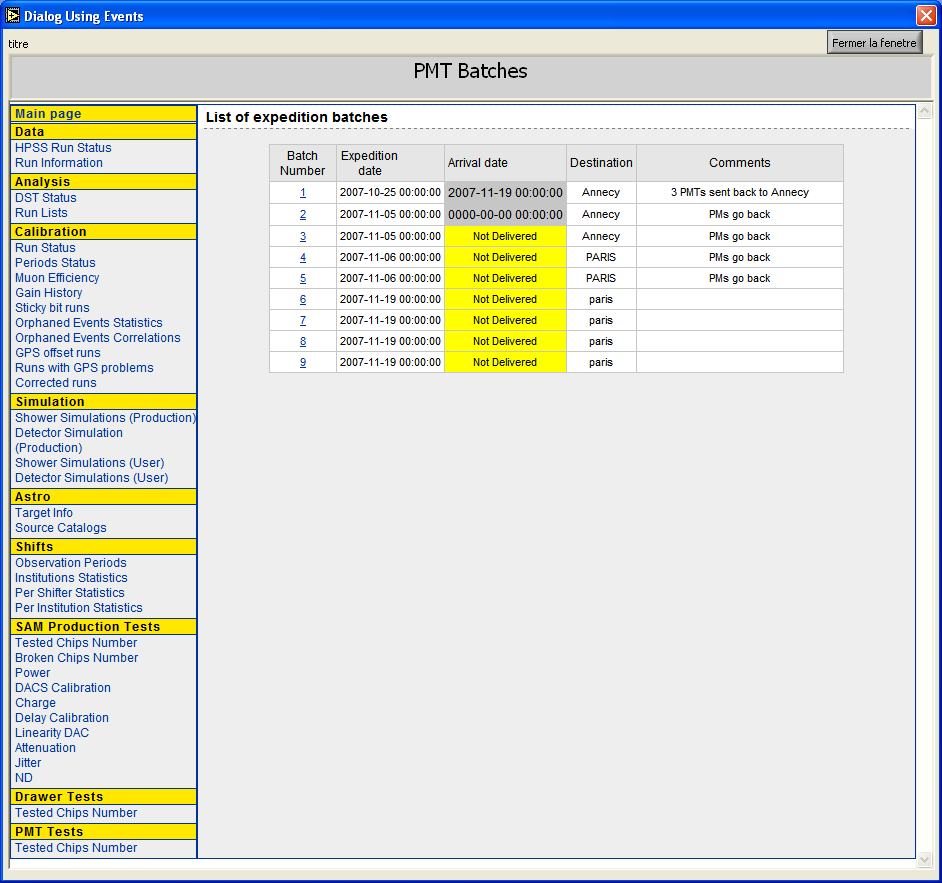 Dialog Using Events
titre
Fermer la fenetre
PMT Batches
Main page
Data
HPSS Run Status
Run Information
Analysis
DST Status
Run Lists
Calibration
Run Status
Periods Status
Muon Efficiency
Gain History
Sticky bit runs
Orphaned Events Statistics
Orphaned Events Correlations
GPS offset runs
Runs with GPS problems
Corrected runs
Simulation
Shower Simulations (Production)
Detector Simulation
(Production)
Shower Simulations (User)
Detector Simulations (User)
Astro
Target Info
Source Catalogs
Shifts
Observation Periods
Institutions Statistics
Per Shifter Statistics
Per Institution Statistics
SAM Production Tests
Tested Chips Number
Broken Chips Number
Power
DACS Calibration
Charge
Delay Calibration
Linearity DAC
Attenuation
Jitter
ND
Drawer Tests
Tested Chips Number
PMT Tests
Tested Chips Number
List of expedition batches
Batch Number Expedition date Arrival date Destination Comments
1 2007-10-25 00:00:00 2007-11-19 00:00:00 Annecy 3 PMTs sent back to Annecy
2 2007-11-05 00:00:00 0000-00-00 00:00:00 Annecy PMs go back
3 2007-11-05 00:00:00 Not Delivered Annecy PMs go back
4 2007-11-06 00:00:00 Not Delivered PARIS PMs go back
5 2007-11-06 00:00:00 Not Delivered PARIS PMs go back
6 2007-11-19 00:00:00 Not Delivered paris
7 2007-11-19 00:00:00 Not Delivered paris
8 2007-11-19 00:00:00 Not Delivered paris
9 2007-11-19 00:00:00 Not Delivered paris